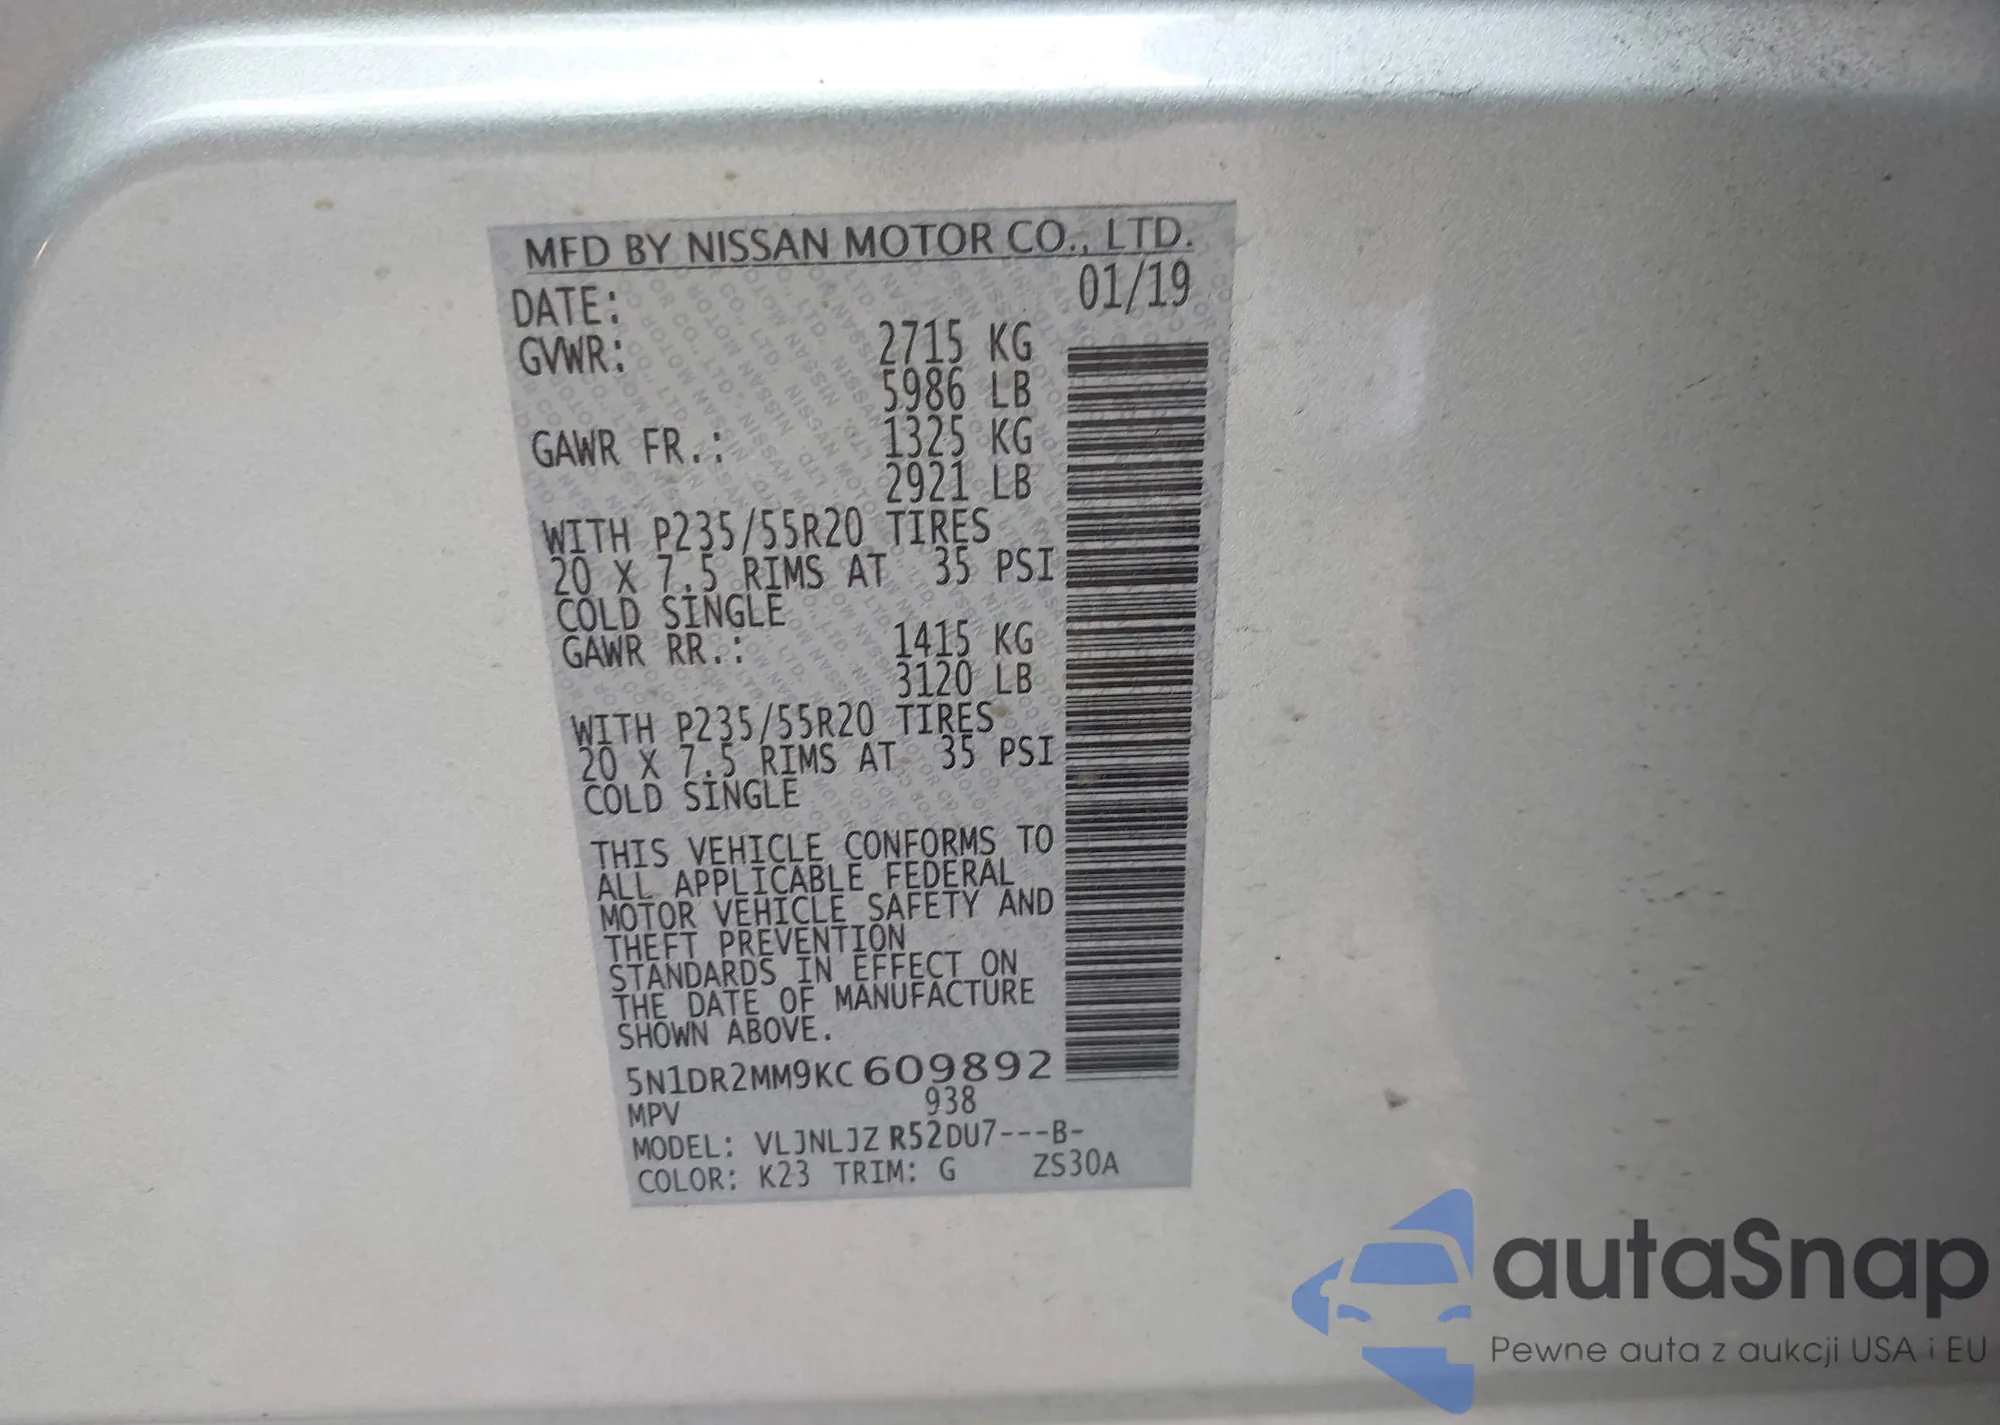 MFD BY NISSAN MOTOR CO., LTD.
DATE: 01/19
GVWR: 2715 KG
5986 LB
GAWR FR.: 1325 KG
2921 LB
WITH P235/55R20 TIRES
20 X 7.5 RIMS AT 35 PSI
COLD SINGLE
GAWR RR.: 1415 KG
3120 LB
WITH P235/55R20 TIRES
20 X 7.5 RIMS AT 35 PSI
COLD SINGLE
THIS VEHICLE CONFORMS TO
ALL APPLICABLE FEDERAL
MOTOR VEHICLE SAFETY AND
THEFT PREVENTION
STANDARDS IN EFFECT ON
THE DATE OF MANUFACTURE
SHOWN ABOVE.
5N1DR2MM9KC609892
MPV 938
MODEL: VLJNLJZ R52DU7---B-
COLOR: K23 TRIM: G ZS30A
autaSnap
Pewne auta z aukcji USA i EU